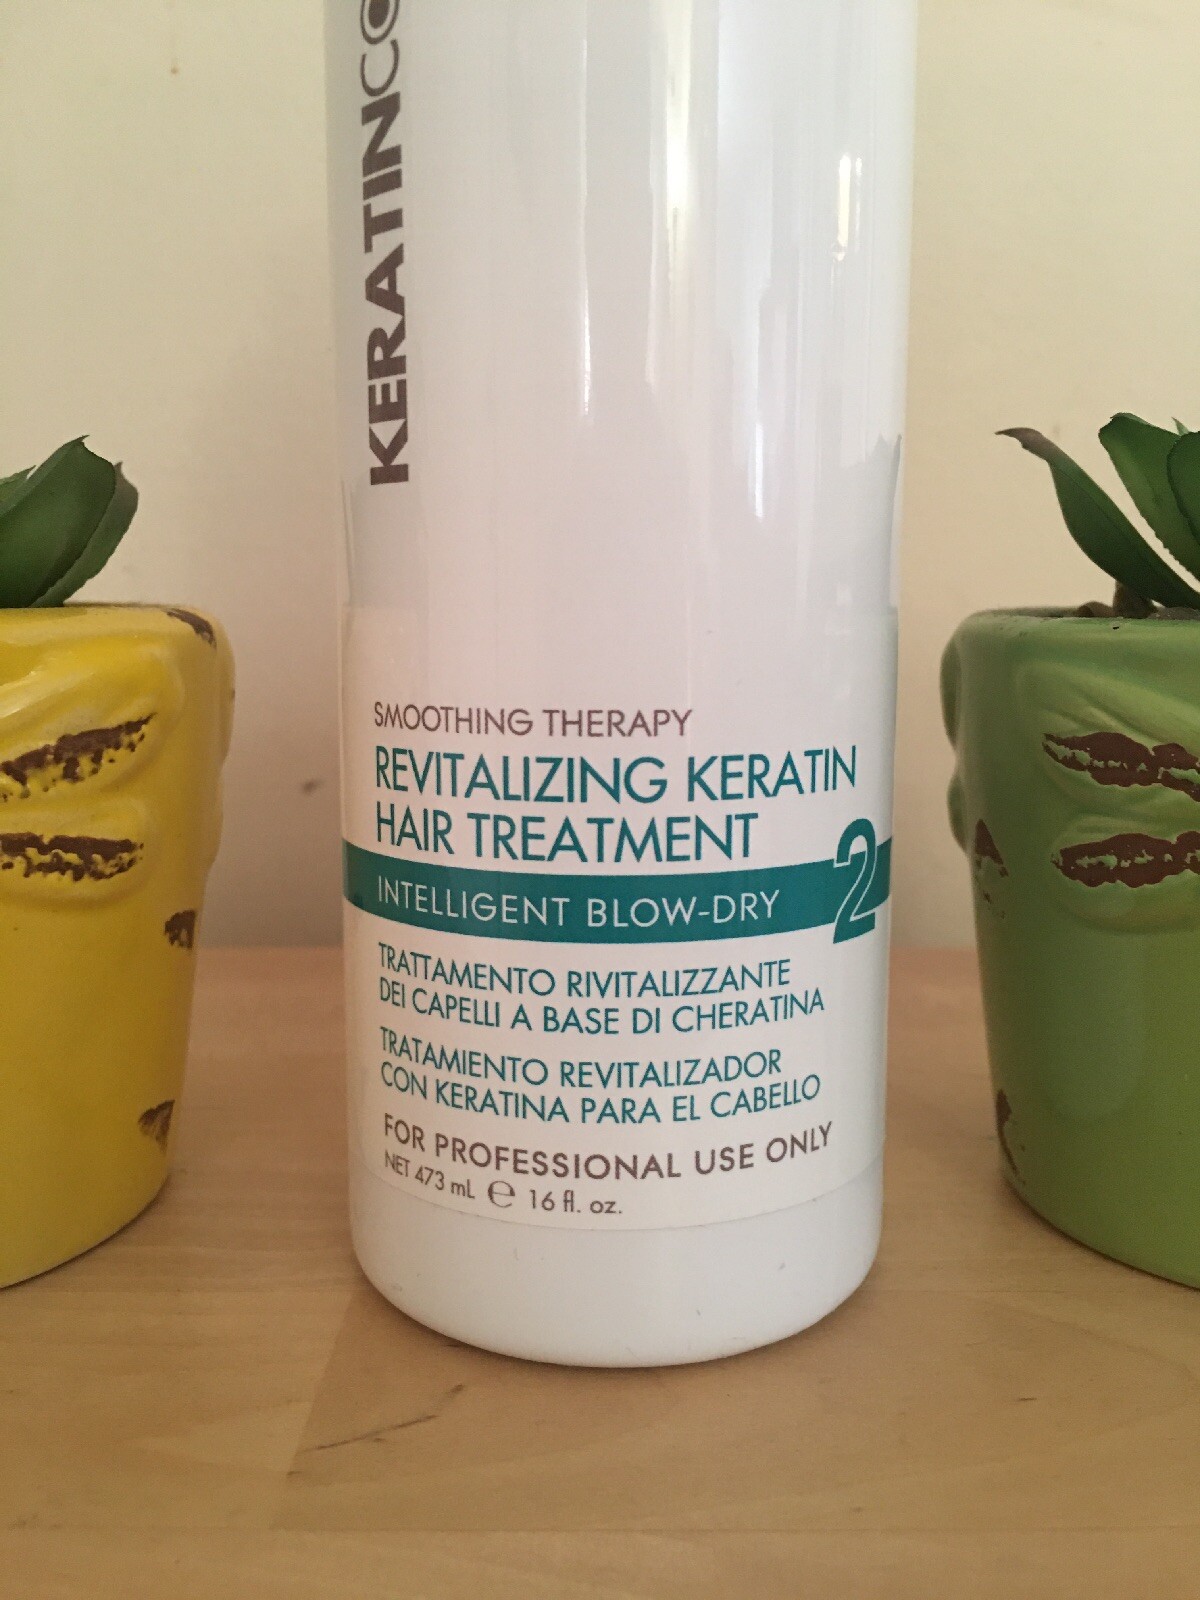 KERATINCO
SMOOTHING THERAPY
REVITALIZING KERATIN
HAIR TREATMENT
2
INTELLIGENT BLOW-DRY
TRATTAMENTO RIVITALIZZANTE
DEI CAPELLI A BASE DI CHERATINA
TRATAMIENTO REVITALIZADOR
CON KERATINA PARA EL CABELLO
FOR PROFESSIONAL USE ONLY
NET 473 mL ℮ 16 fl. oz.